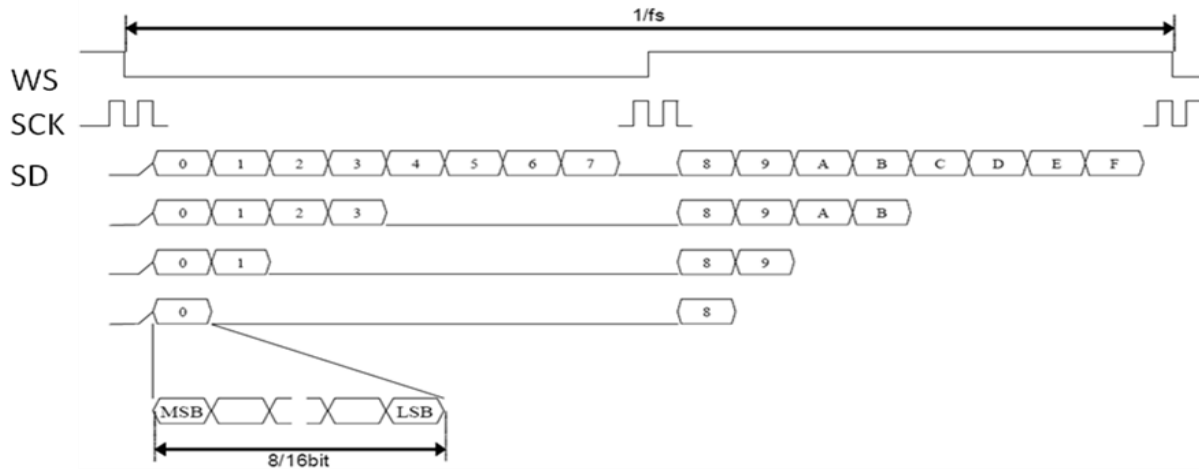 1/fs
WS
SCK
SD
0 1 2 3 4 5 6 7 8 9 A B C D E F
0 1 2 3 8 9 A B
0 1 8 9
0 8
MSB LSB
8/16bit